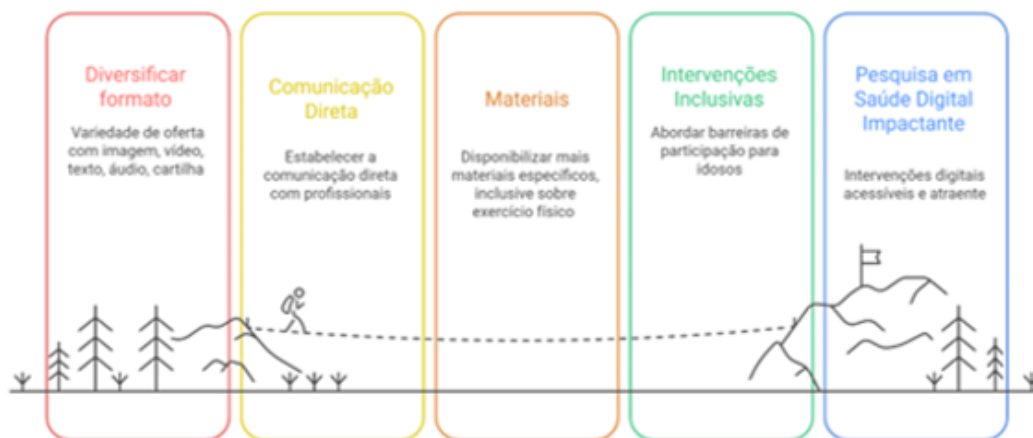 Diversificar
formato
Variedade de oferta
com imagem, vídeo,
texto, áudio, cartilha
Comunicação
Direta
Estabelecer a
comunicação direta
com profissionais
Materiais
Disponibilizar mais
materiais específicos,
inclusive sobre
exercício físico
Intervenções
Inclusivas
Abordar barreiras de
participação para
idosos
Pesquisa em
Saúde Digital
Impactante
Intervenções digitais
acessíveis e atraente